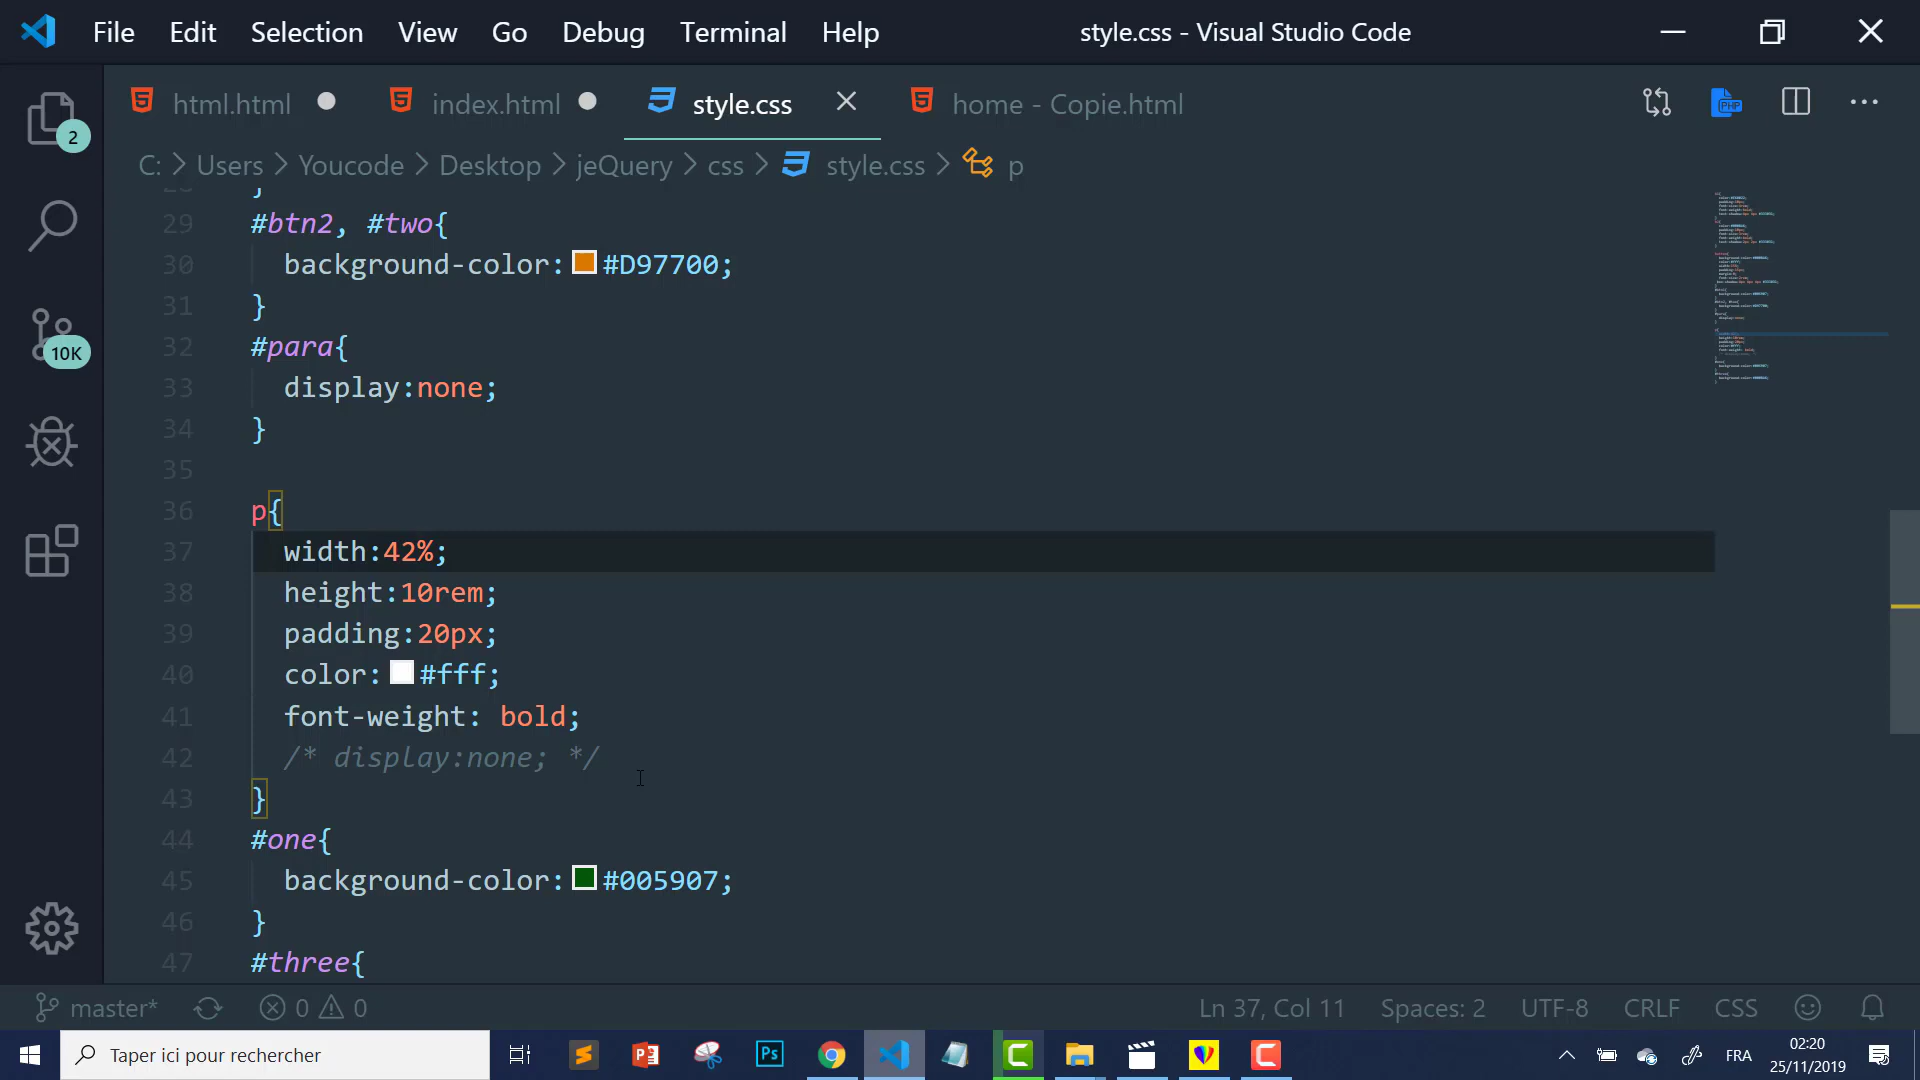 File Edit Selection View Go Debug Terminal Help style.css - Visual Studio Code
html.html index.html style.css home - Copie.html
C: > Users > Youcode > Desktop > jeQuery > css > style.css > p
29 #btn2, #two{
30 background-color: #D97700;
31 }
32 #para{
33 display:none;
34 }
35
36 p{
37 width:42%;
38 height:10rem;
39 padding:20px;
40 color: #fff;
41 font-weight: bold;
42 /* display:none; */
43 }
44 #one{
45 background-color: #005907;
46 }
47 #three{
2
10K
PHP
master* 0 0 Ln 37, Col 11 Spaces: 2 UTF-8 CRLF CSS
Taper ici pour rechercher Ps FRA 02:20
25/11/2019